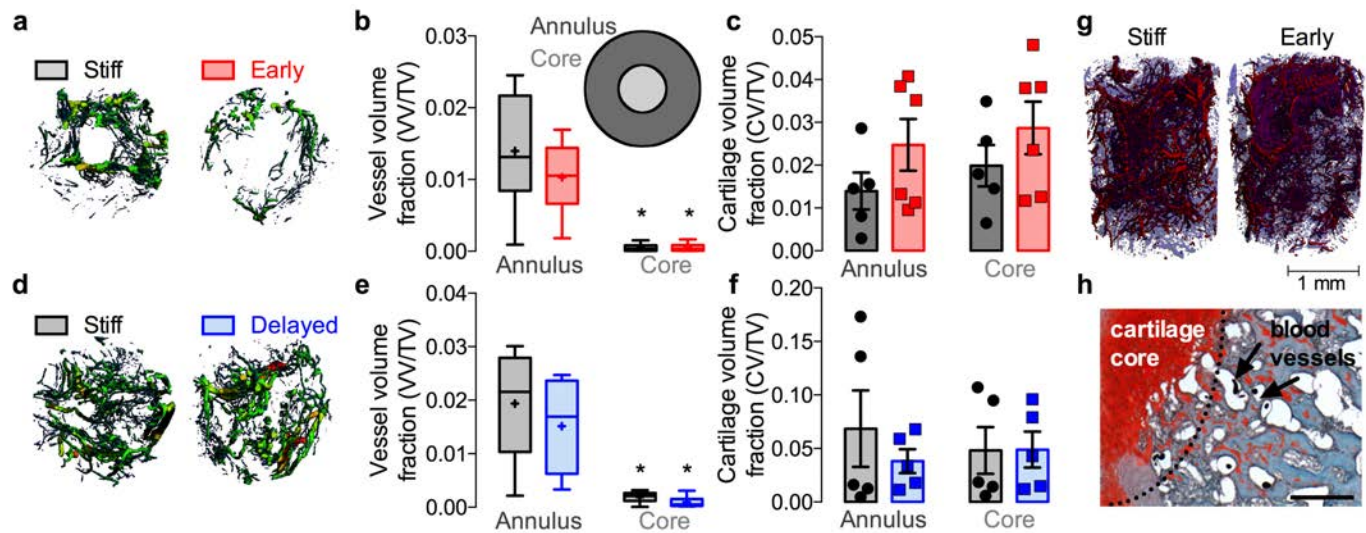 a
Stiff
Early
b
Vessel volume
fraction (VV/TV)
0.03
0.02
0.01
0.00
Annulus
Core
*
*
Annulus
Core
c
Cartilage volume
fraction (CV/TV)
0.05
0.04
0.03
0.02
0.01
0.00
Annulus
Core
g
Stiff
Early
1 mm
d
Stiff
Delayed
e
Vessel volume
fraction (VV/TV)
0.04
0.03
0.02
0.01
0.00
*
*
Annulus
Core
f
Cartilage volume
fraction (CV/TV)
0.20
0.15
0.10
0.05
0.00
Annulus
Core
h
cartilage
core
blood
vessels